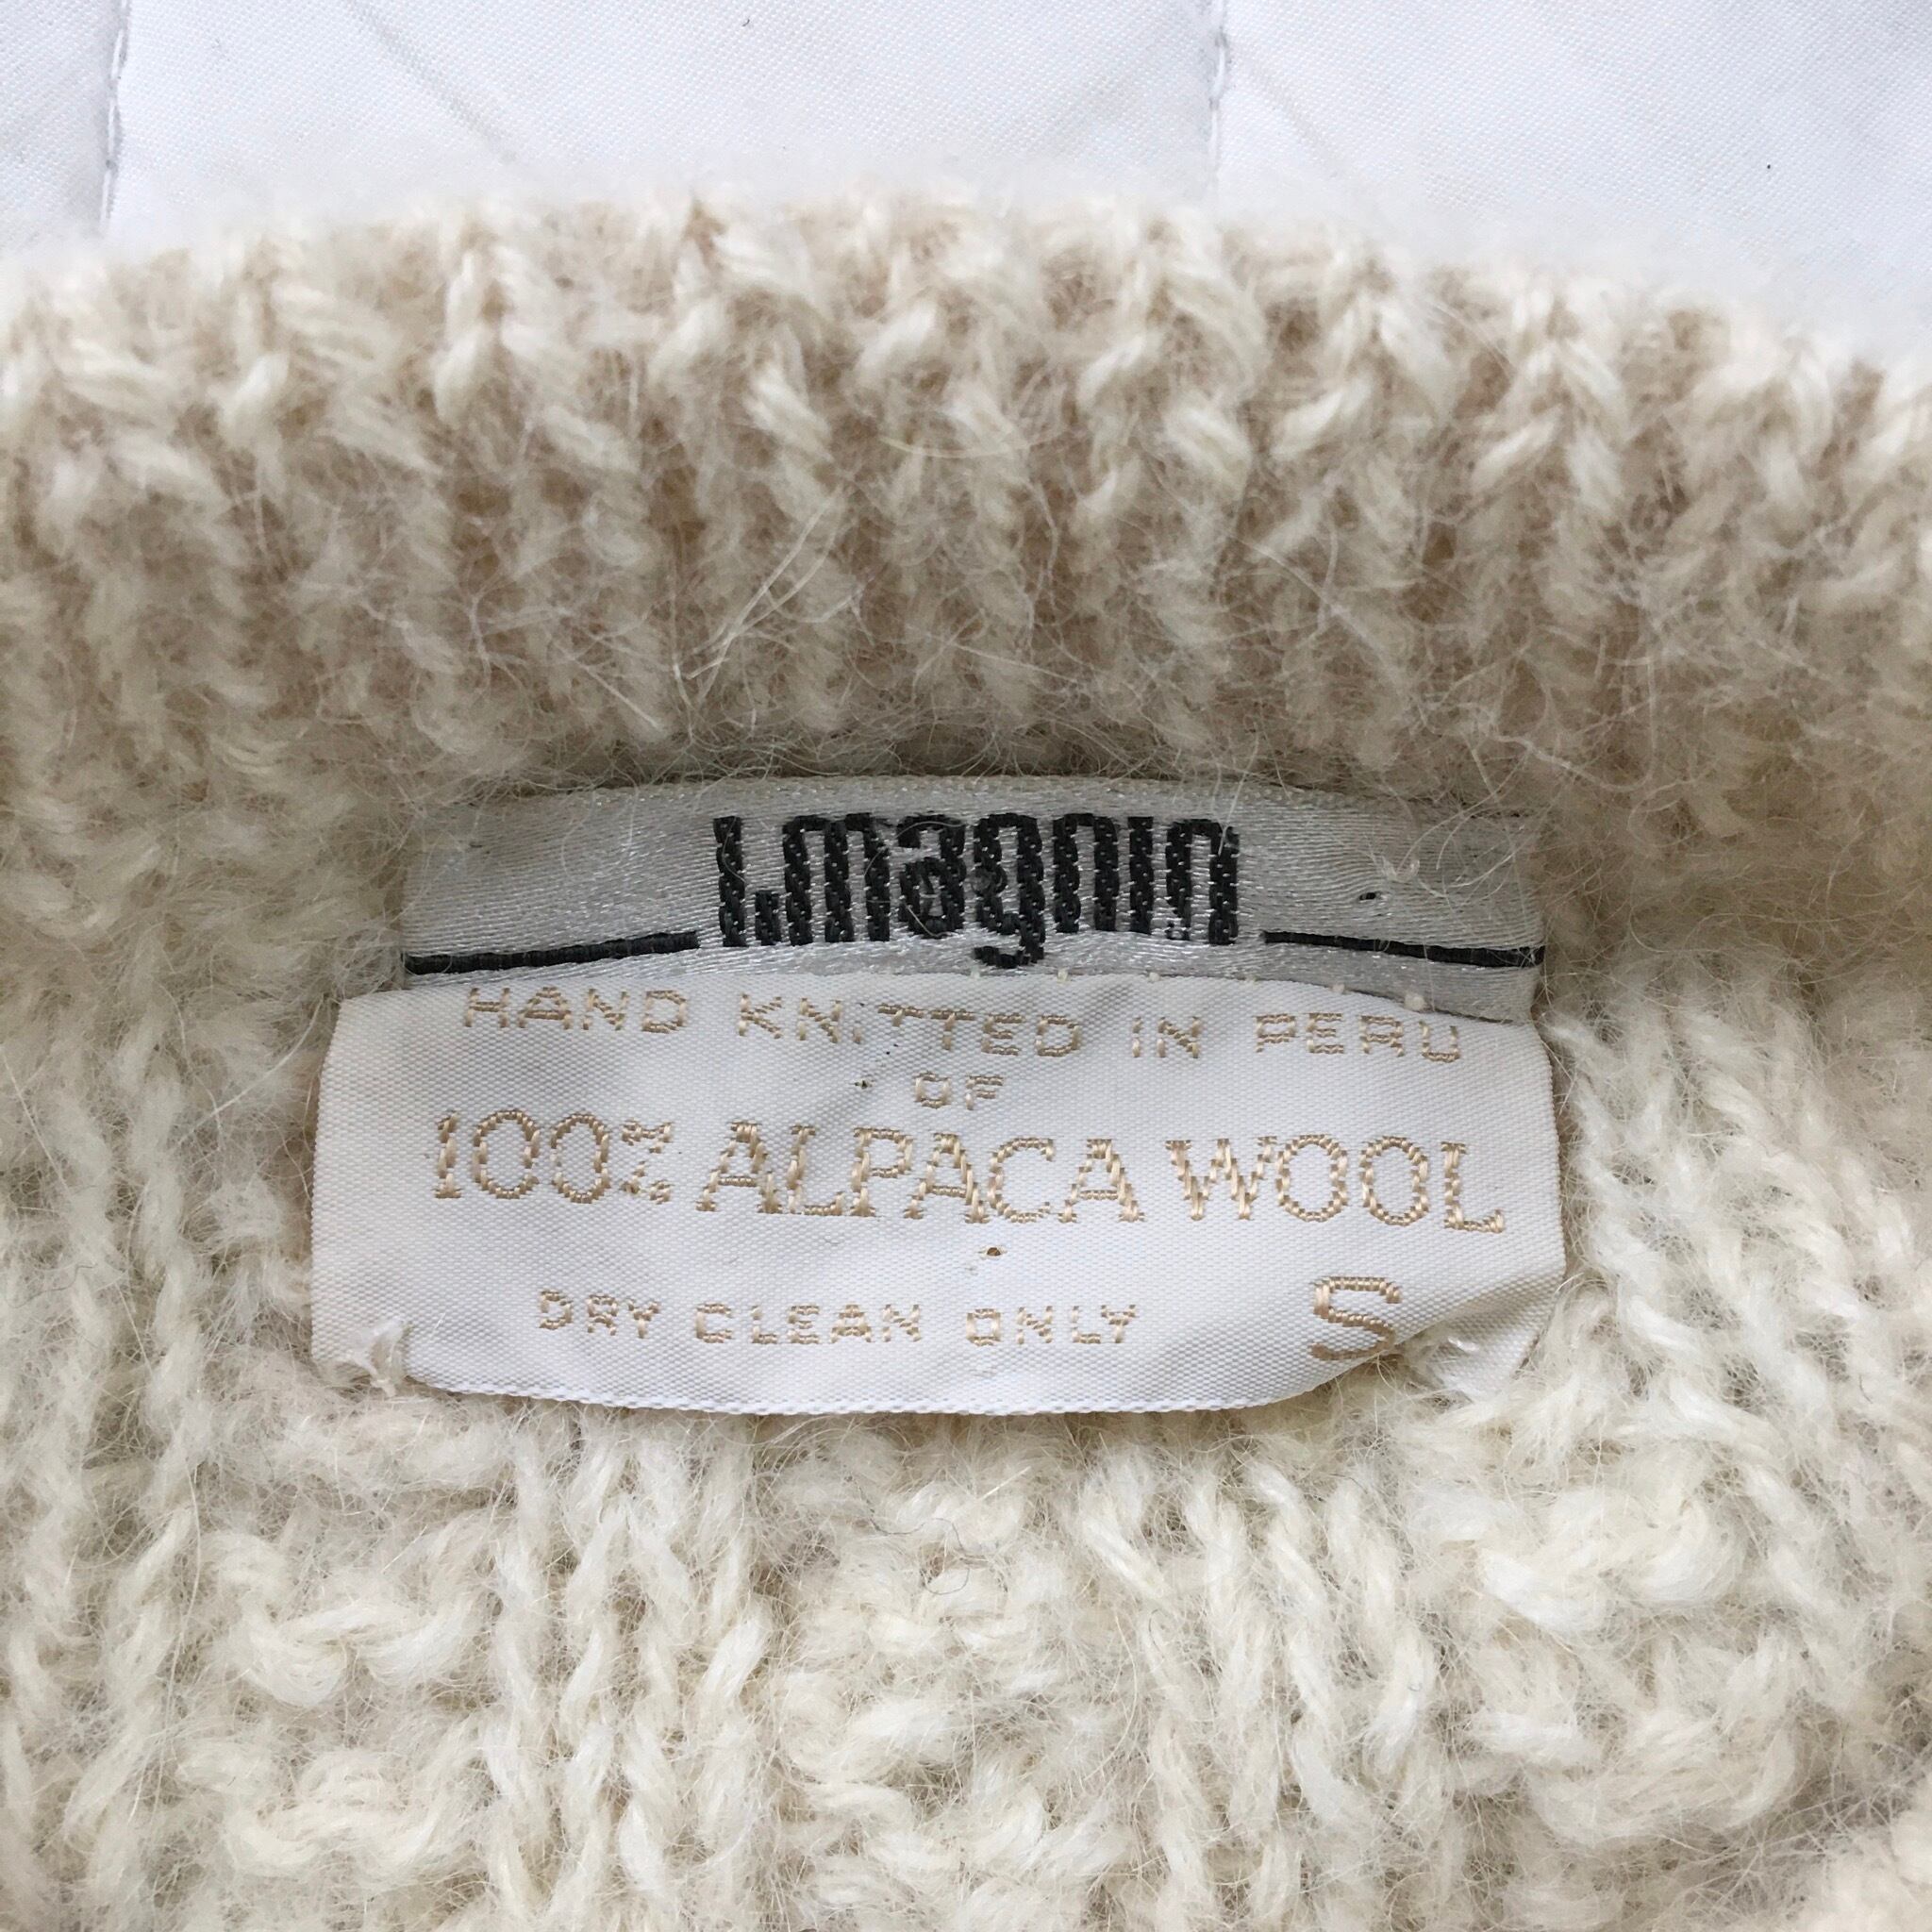 I.magnin
HAND KNITTED IN PERU
OF
100% ALPACA WOOL
DRY CLEAN ONLY S